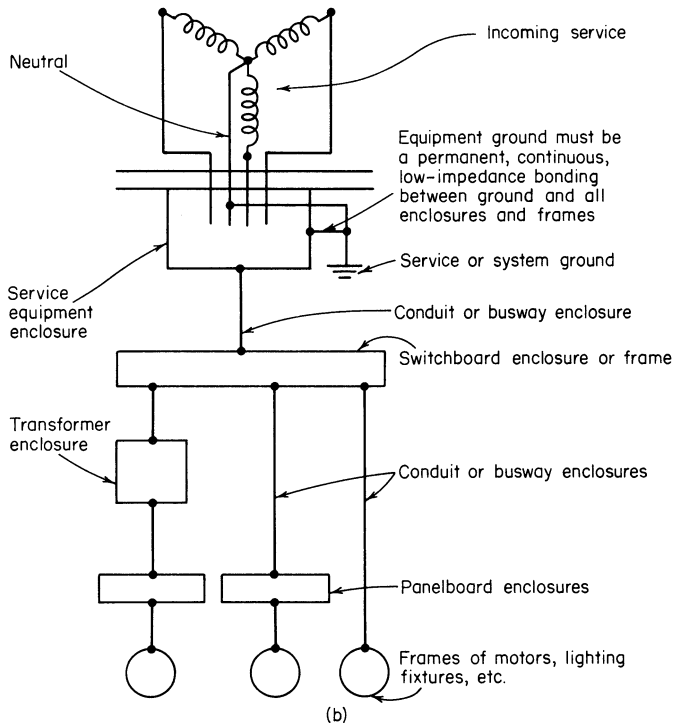 Incoming service
Neutral
Equipment ground must be
a permanent, continuous,
low-impedance bonding
between ground and all
enclosures and frames
Service or system ground
Service
equipment
enclosure
Conduit or busway enclosure
Switchboard enclosure or frame
Transformer
enclosure
Conduit or busway enclosures
Panelboard enclosures
Frames of motors, lighting
fixtures, etc.
(b)